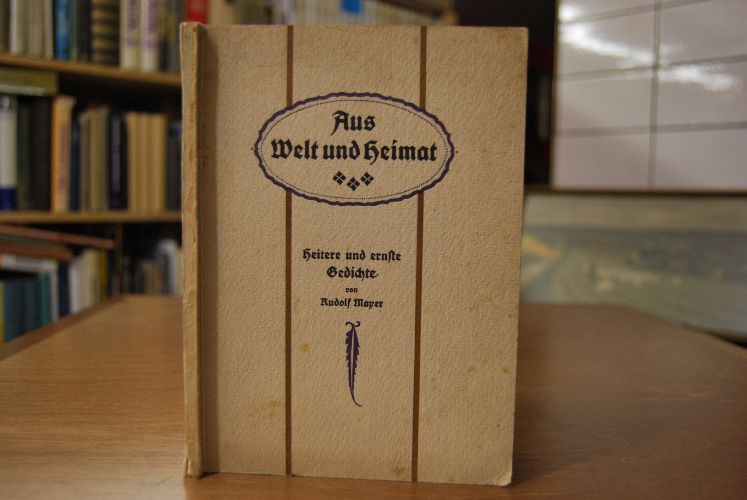 Aus
Welt und Heimat
Heitere und ernste
Gedichte
von
Rudolf Mayer